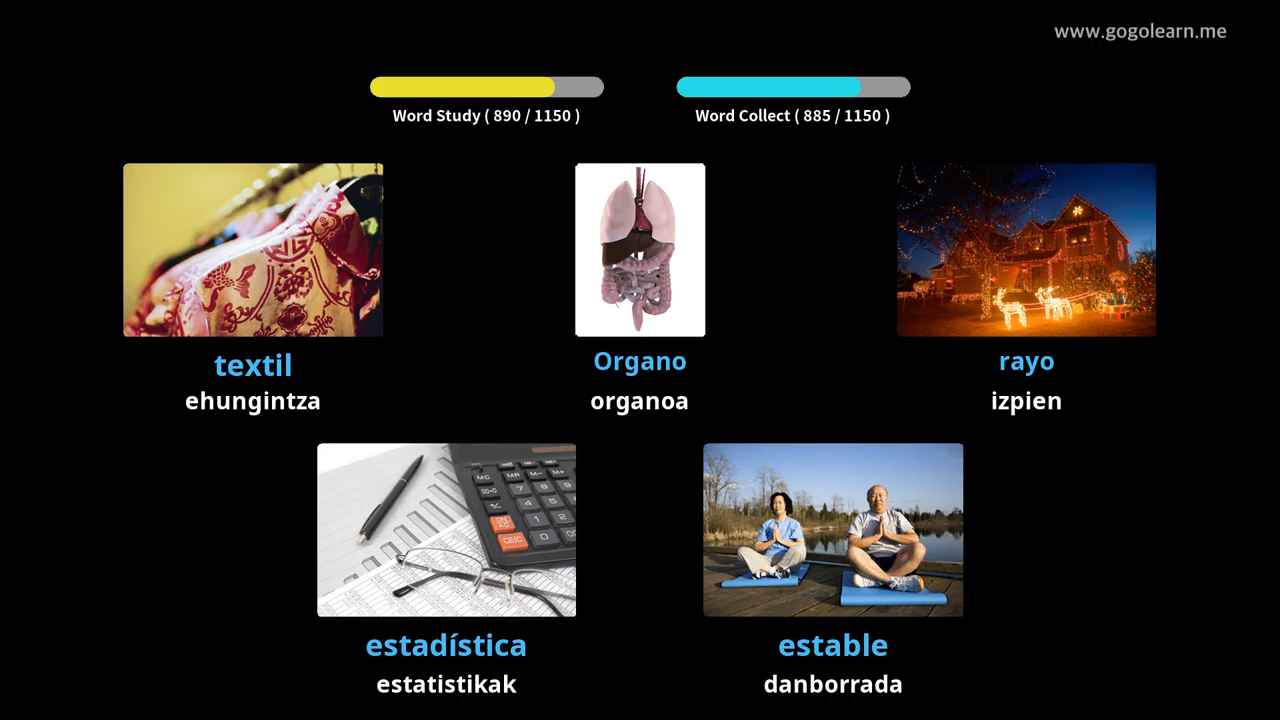 www.gogolearn.me
Word Study ( 890 / 1150 )
Word Collect ( 885 / 1150 )
textil
ehungintza
Organo
organoa
rayo
izpien
estadística
estatistikak
estable
danborrada